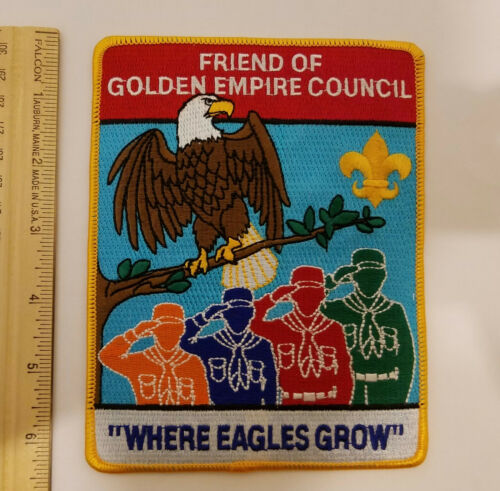 FRIEND OF
GOLDEN EMPIRE COUNCIL
"WHERE EAGLES GROW"
FALCON
AUBURN, MAINE
MADE IN U.S.A.
1
2
3
4
5
6